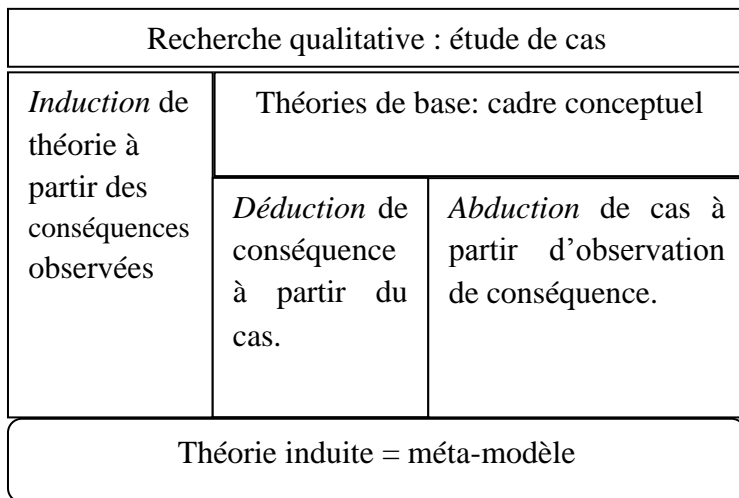 Recherche qualitative : étude de cas
Induction de
théorie à
partir des
conséquences
observées
Théories de base: cadre conceptuel
Déduction de
conséquence
à partir du
cas.
Abduction de cas à
partir d’observation
de conséquence.
Théorie induite = méta-modèle